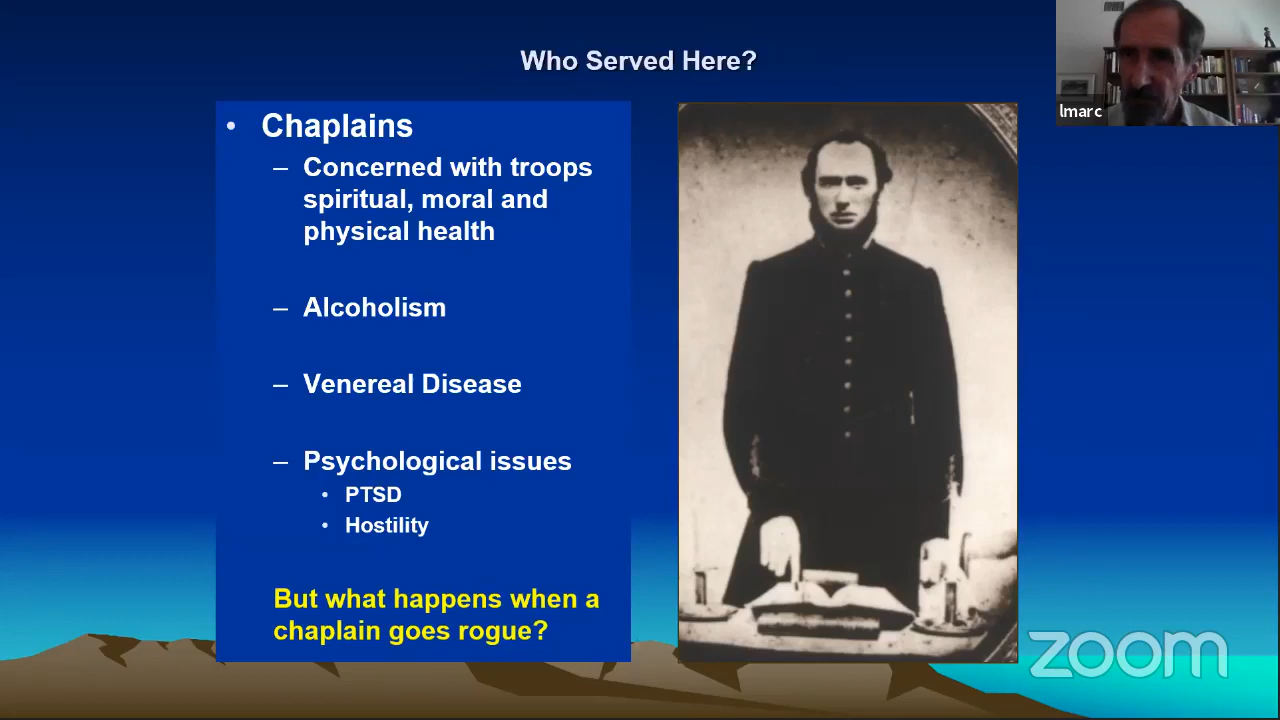 Who Served Here?
lmarc
• Chaplains
– Concerned with troops
spiritual, moral and
physical health
– Alcoholism
– Venereal Disease
– Psychological issues
• PTSD
• Hostility
But what happens when a
chaplain goes rogue?
zoom